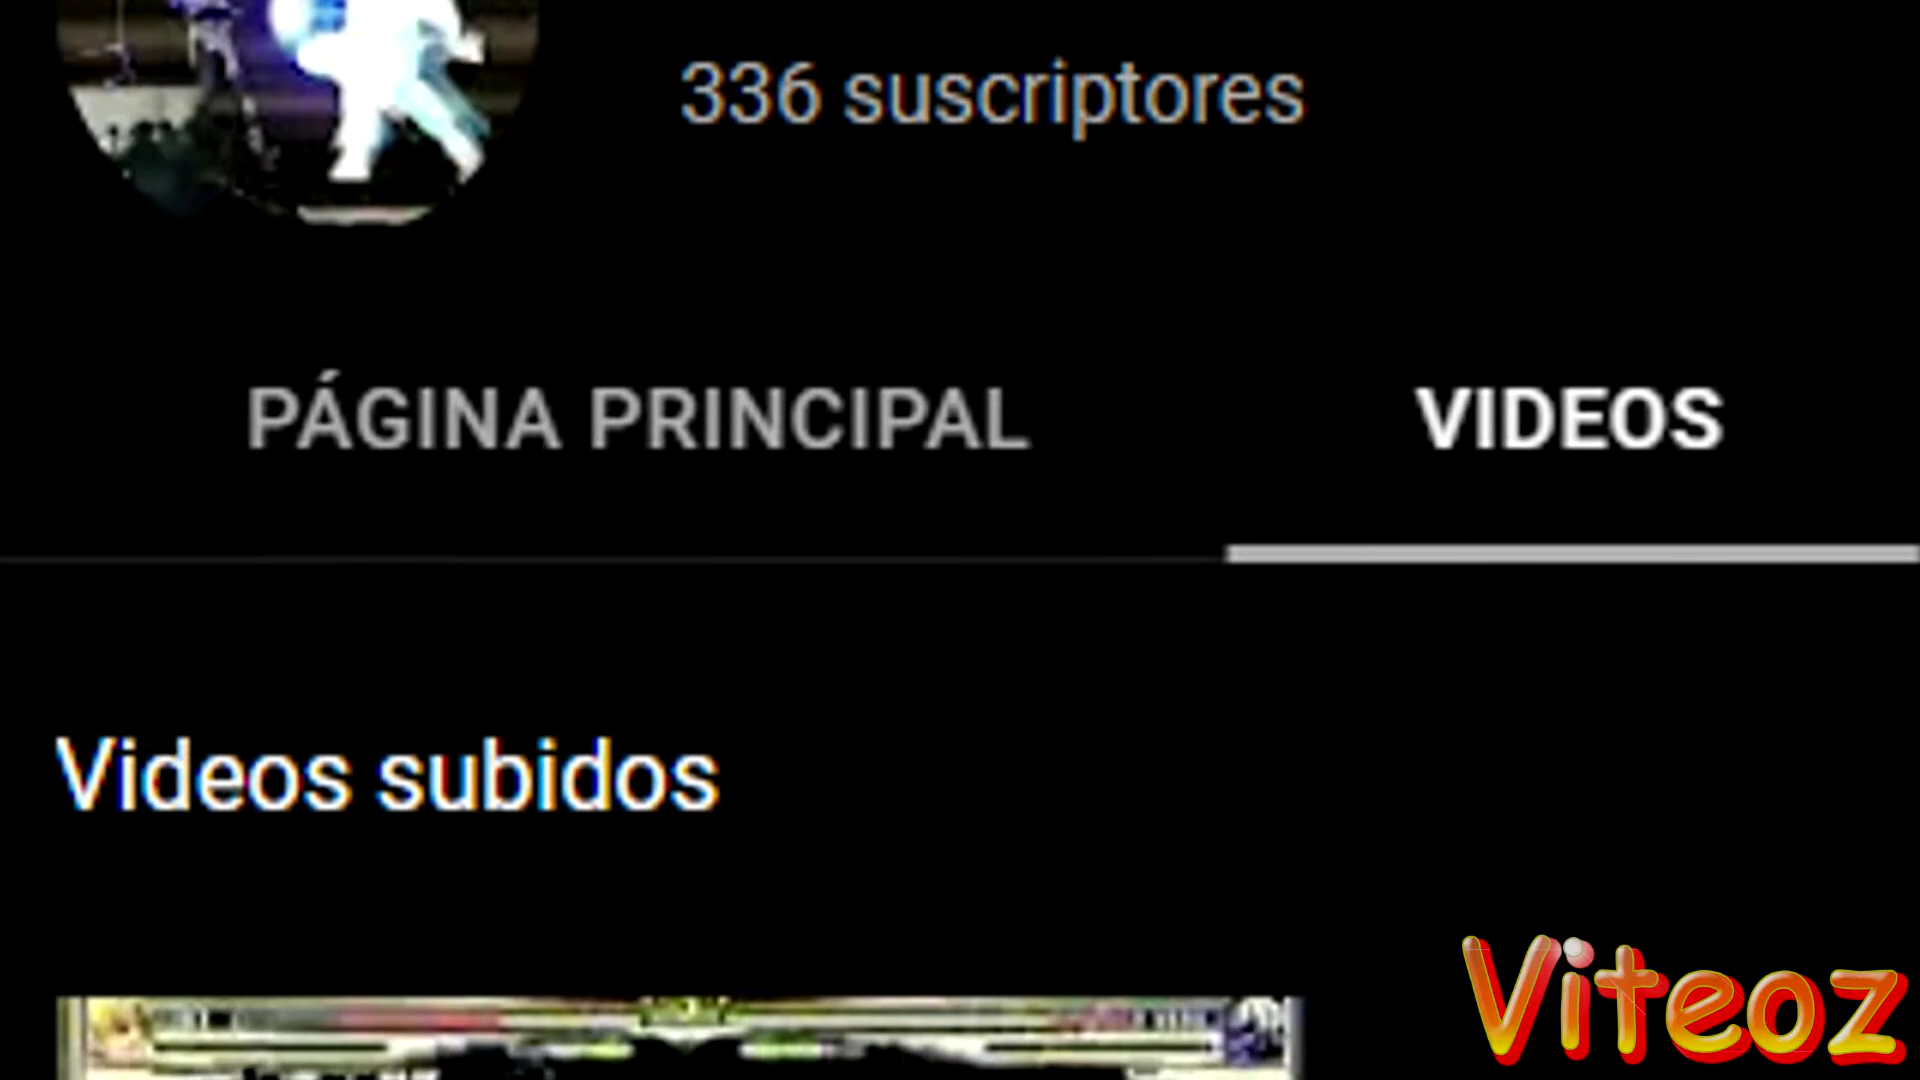 336 suscriptores
PÁGINA PRINCIPAL
VIDEOS
Videos subidos
Viteoz